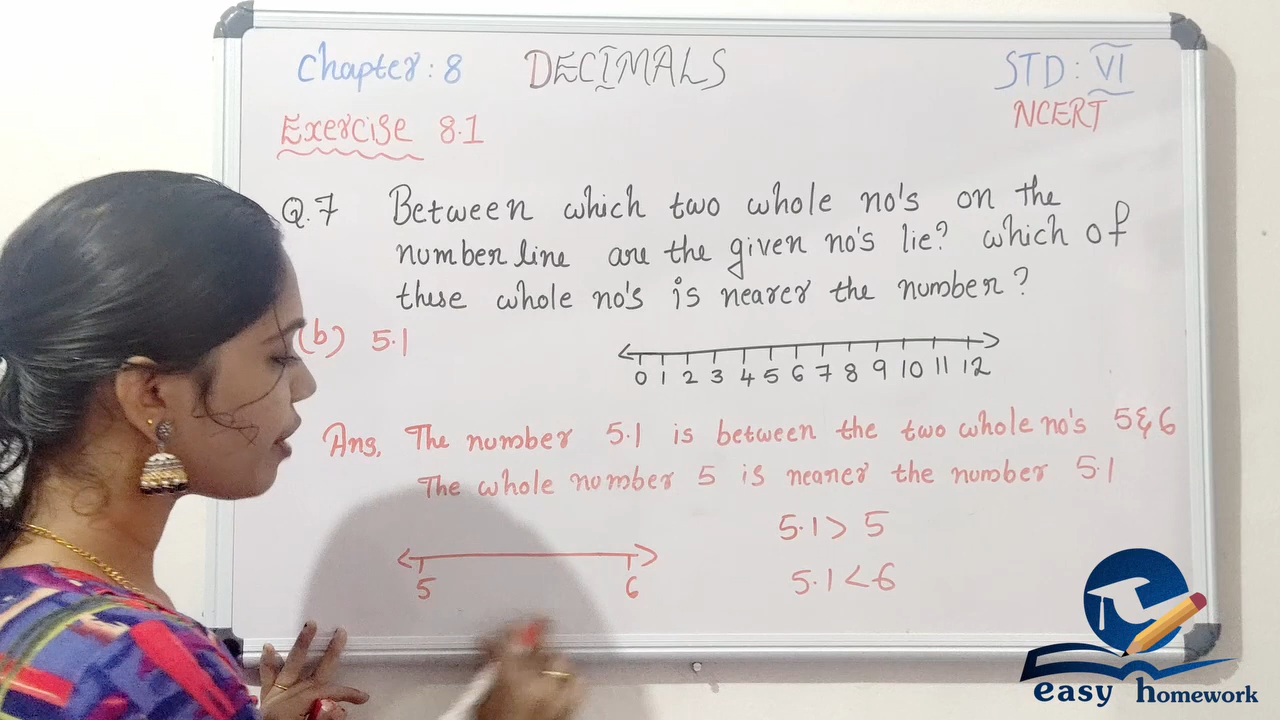 Chapter: 8 DECIMALS STD: VI
NCERT
Exercise 8.1
Q.7 Between which two whole no's on the
number line are the given no's lie? which of
these whole no's is nearer the number?
(b) 5.1
0 1 2 3 4 5 6 7 8 9 10 11 12
Ans, The number 5.1 is between the two whole no's 5 & 6
The whole number 5 is nearer the number 5.1
5.1 > 5
5 6
5.1 < 6
easy homework